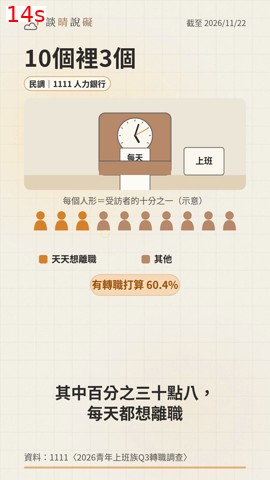 14s
談時說礙
截至 2026/11/22
10個裡3個
民調｜1111 人力銀行
每天
上班
每個人形＝受訪者的十分之一（示意）
天天想離職
其他
有轉職打算 60.4%
其中百分之三十點八，
每天都想離職
資料：1111〈2026青年上班族Q3轉職調查〉